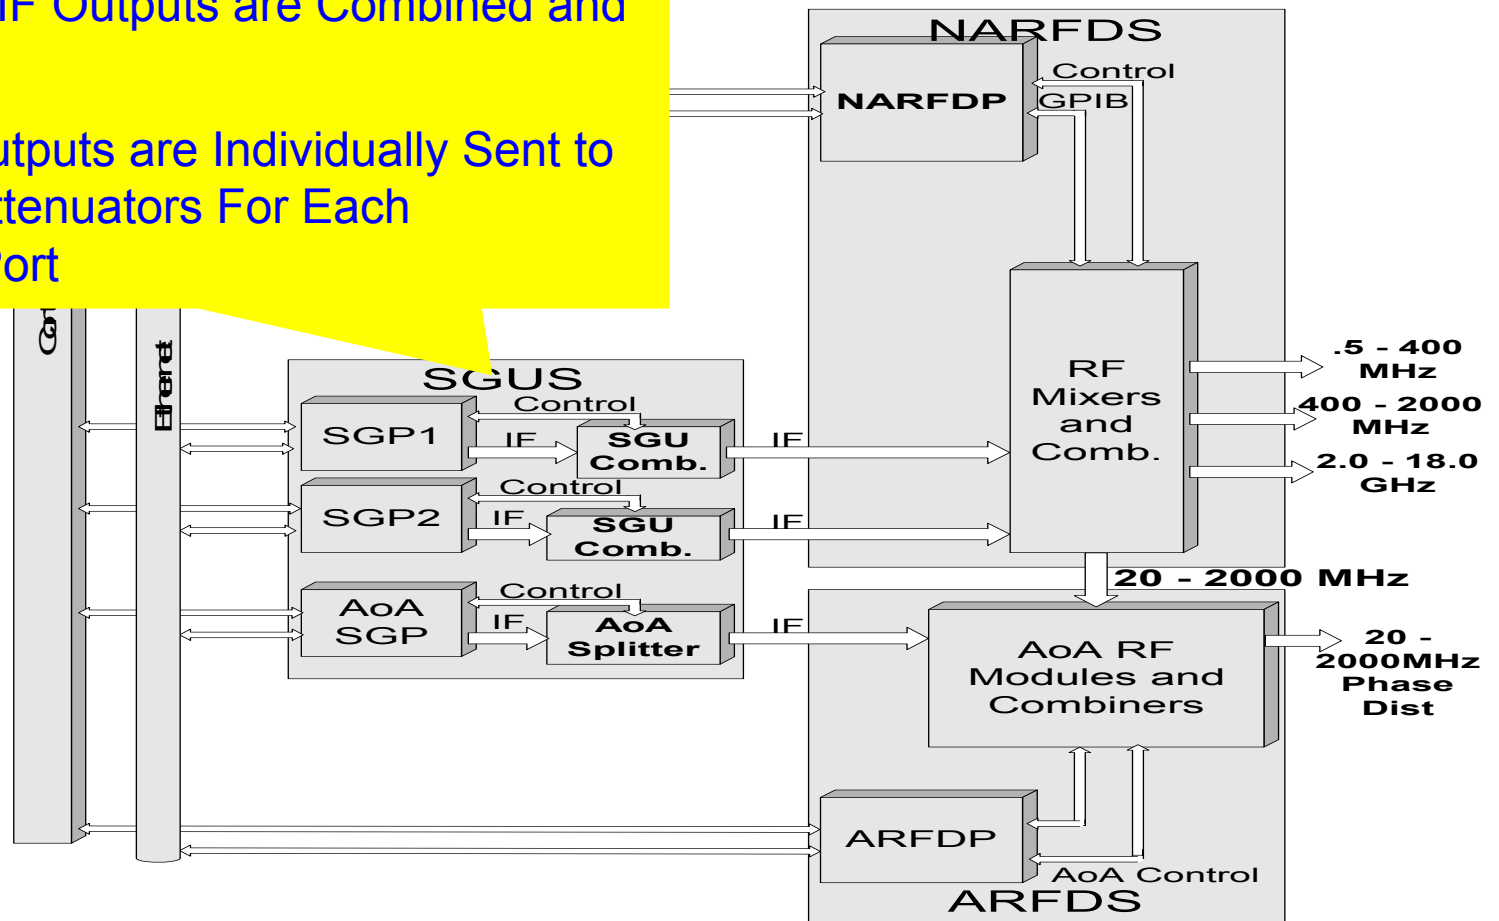 IF Outputs are Combined and
utputs are Individually Sent to
ttenuators For Each
Port
NARFDS
NARFDP
Control
GPIB
RF
Mixers
and
Comb.
.5 - 400
MHz
400 - 2000
MHz
2.0 - 18.0
GHz
Ethernet
SGUS
SGP1
Control
IF
SGU
Comb.
IF
SGP2
Control
IF
SGU
Comb.
IF
AoA
SGP
Control
IF
AoA
Splitter
IF
20 - 2000 MHz
AoA RF
Modules and
Combiners
20 -
2000MHz
Phase
Dist
ARFDP
AoA Control
ARFDS